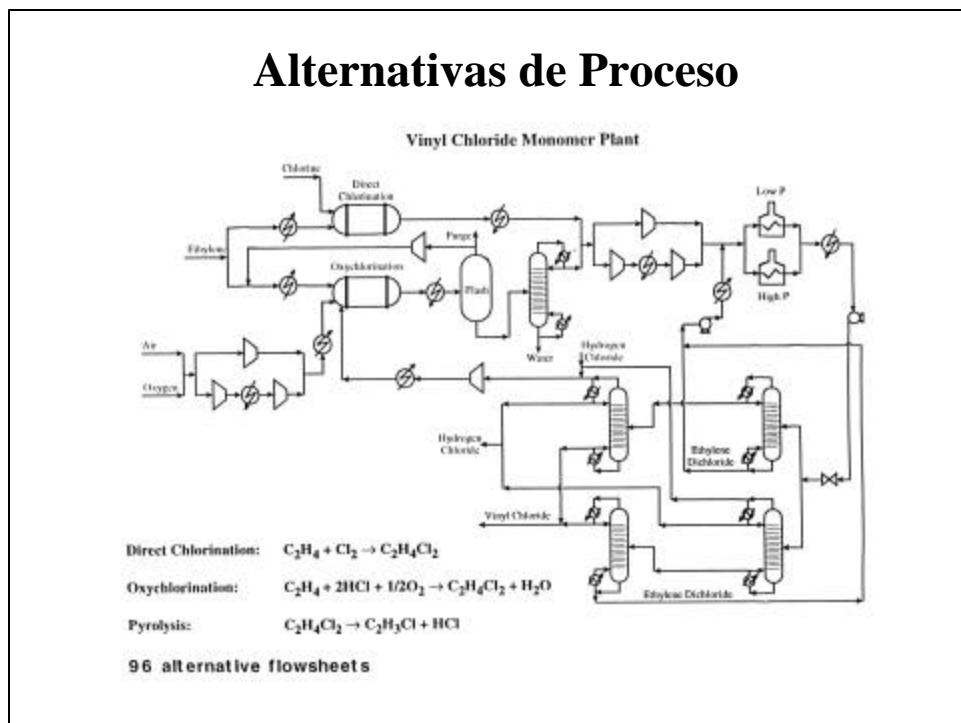 Alternativas de Proceso
Vinyl Chloride Monomer Plant
Chlorine
Direct
Chlorination
Low P
Purge
Ethylene
Oxychlorination
Flash
High P
Air
Water
Hydrogen
Chloride
Oxygen
Hydrogen
Chloride
Ethylene
Dichloride
Vinyl Chloride
Direct Chlorination: C₂H₄ + Cl₂ → C₂H₄Cl₂
Oxychlorination: C₂H₄ + 2HCl + 1/2O₂ → C₂H₄Cl₂ + H₂O
Ethylene Dichloride
Pyrolysis: C₂H₄Cl₂ → C₂H₃Cl + HCl
96 alternative flowsheets